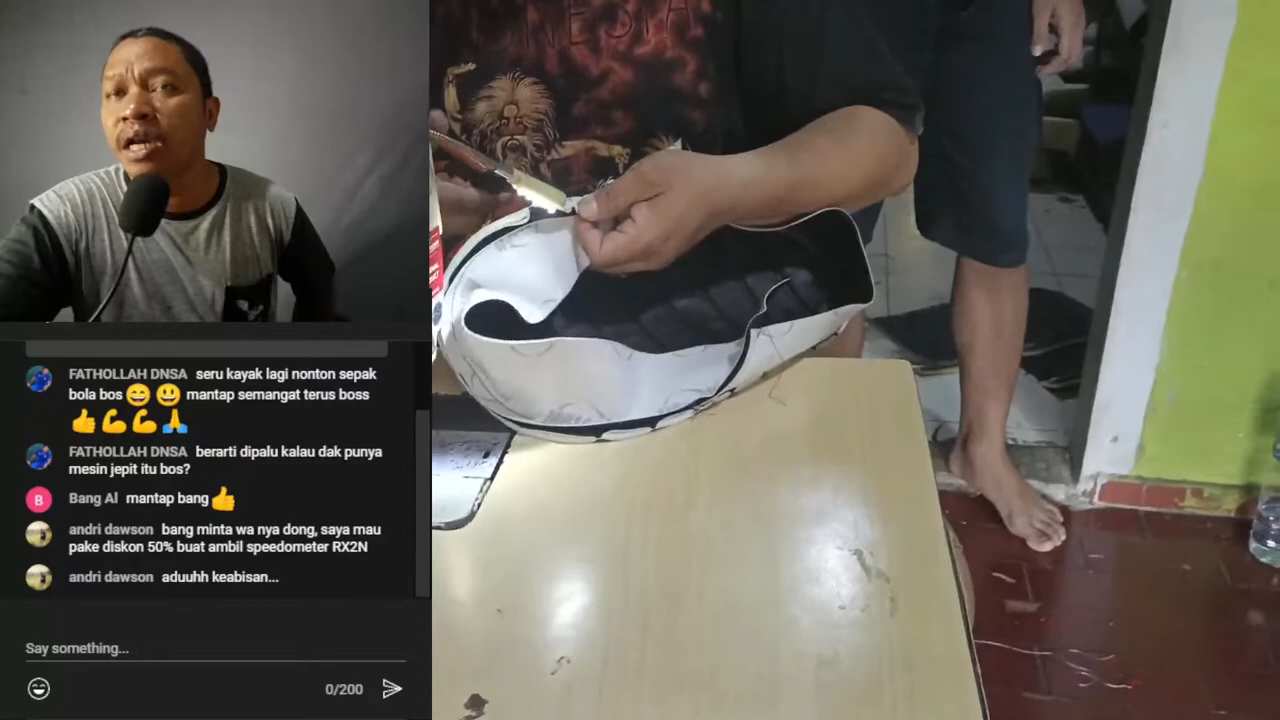 NESIA
FATHOLLAH DNSA seru kayak lagi nonton sepak
bola bos😄😃 mantap semangat terus boss
👍💪💪🙏
FATHOLLAH DNSA berarti dipalu kalau dak punya
mesin jepit itu bos?
B Bang Al mantap bang👍
andri dawson bang minta wa nya dong, saya mau
pake diskon 50% buat ambil speedometer RX2N
andri dawson aduuhh keabisan...
Say something...
0/200